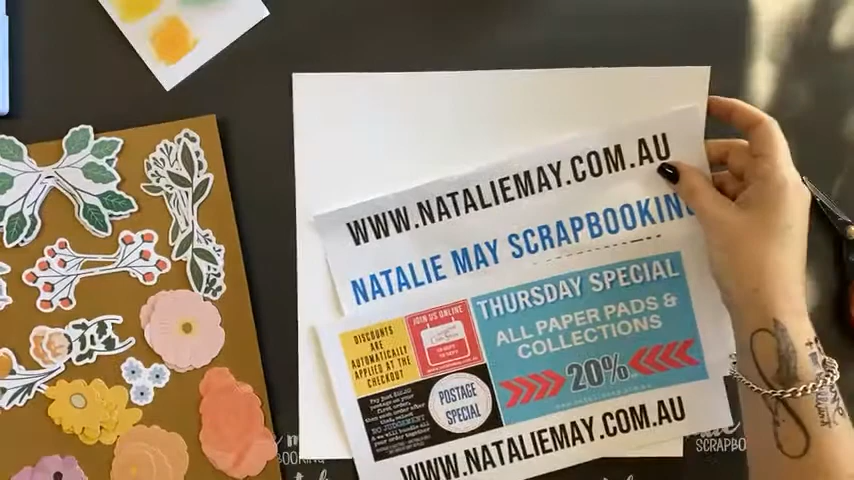 WWW.NATALIEMAY.COM.AU
NATALIE MAY SCRAPBOOKING
DISCOUNTS
ARE
AUTOMATICALLY
APPLIED AT THE
CHECKOUT
JOIN US ONLINE
THURSDAY SPECIAL
ALL PAPER PADS &
COLLECTIONS
20%
POSTAGE
SPECIAL
WWW.NATALIEMAY.COM.AU
SCRAPBOOKING